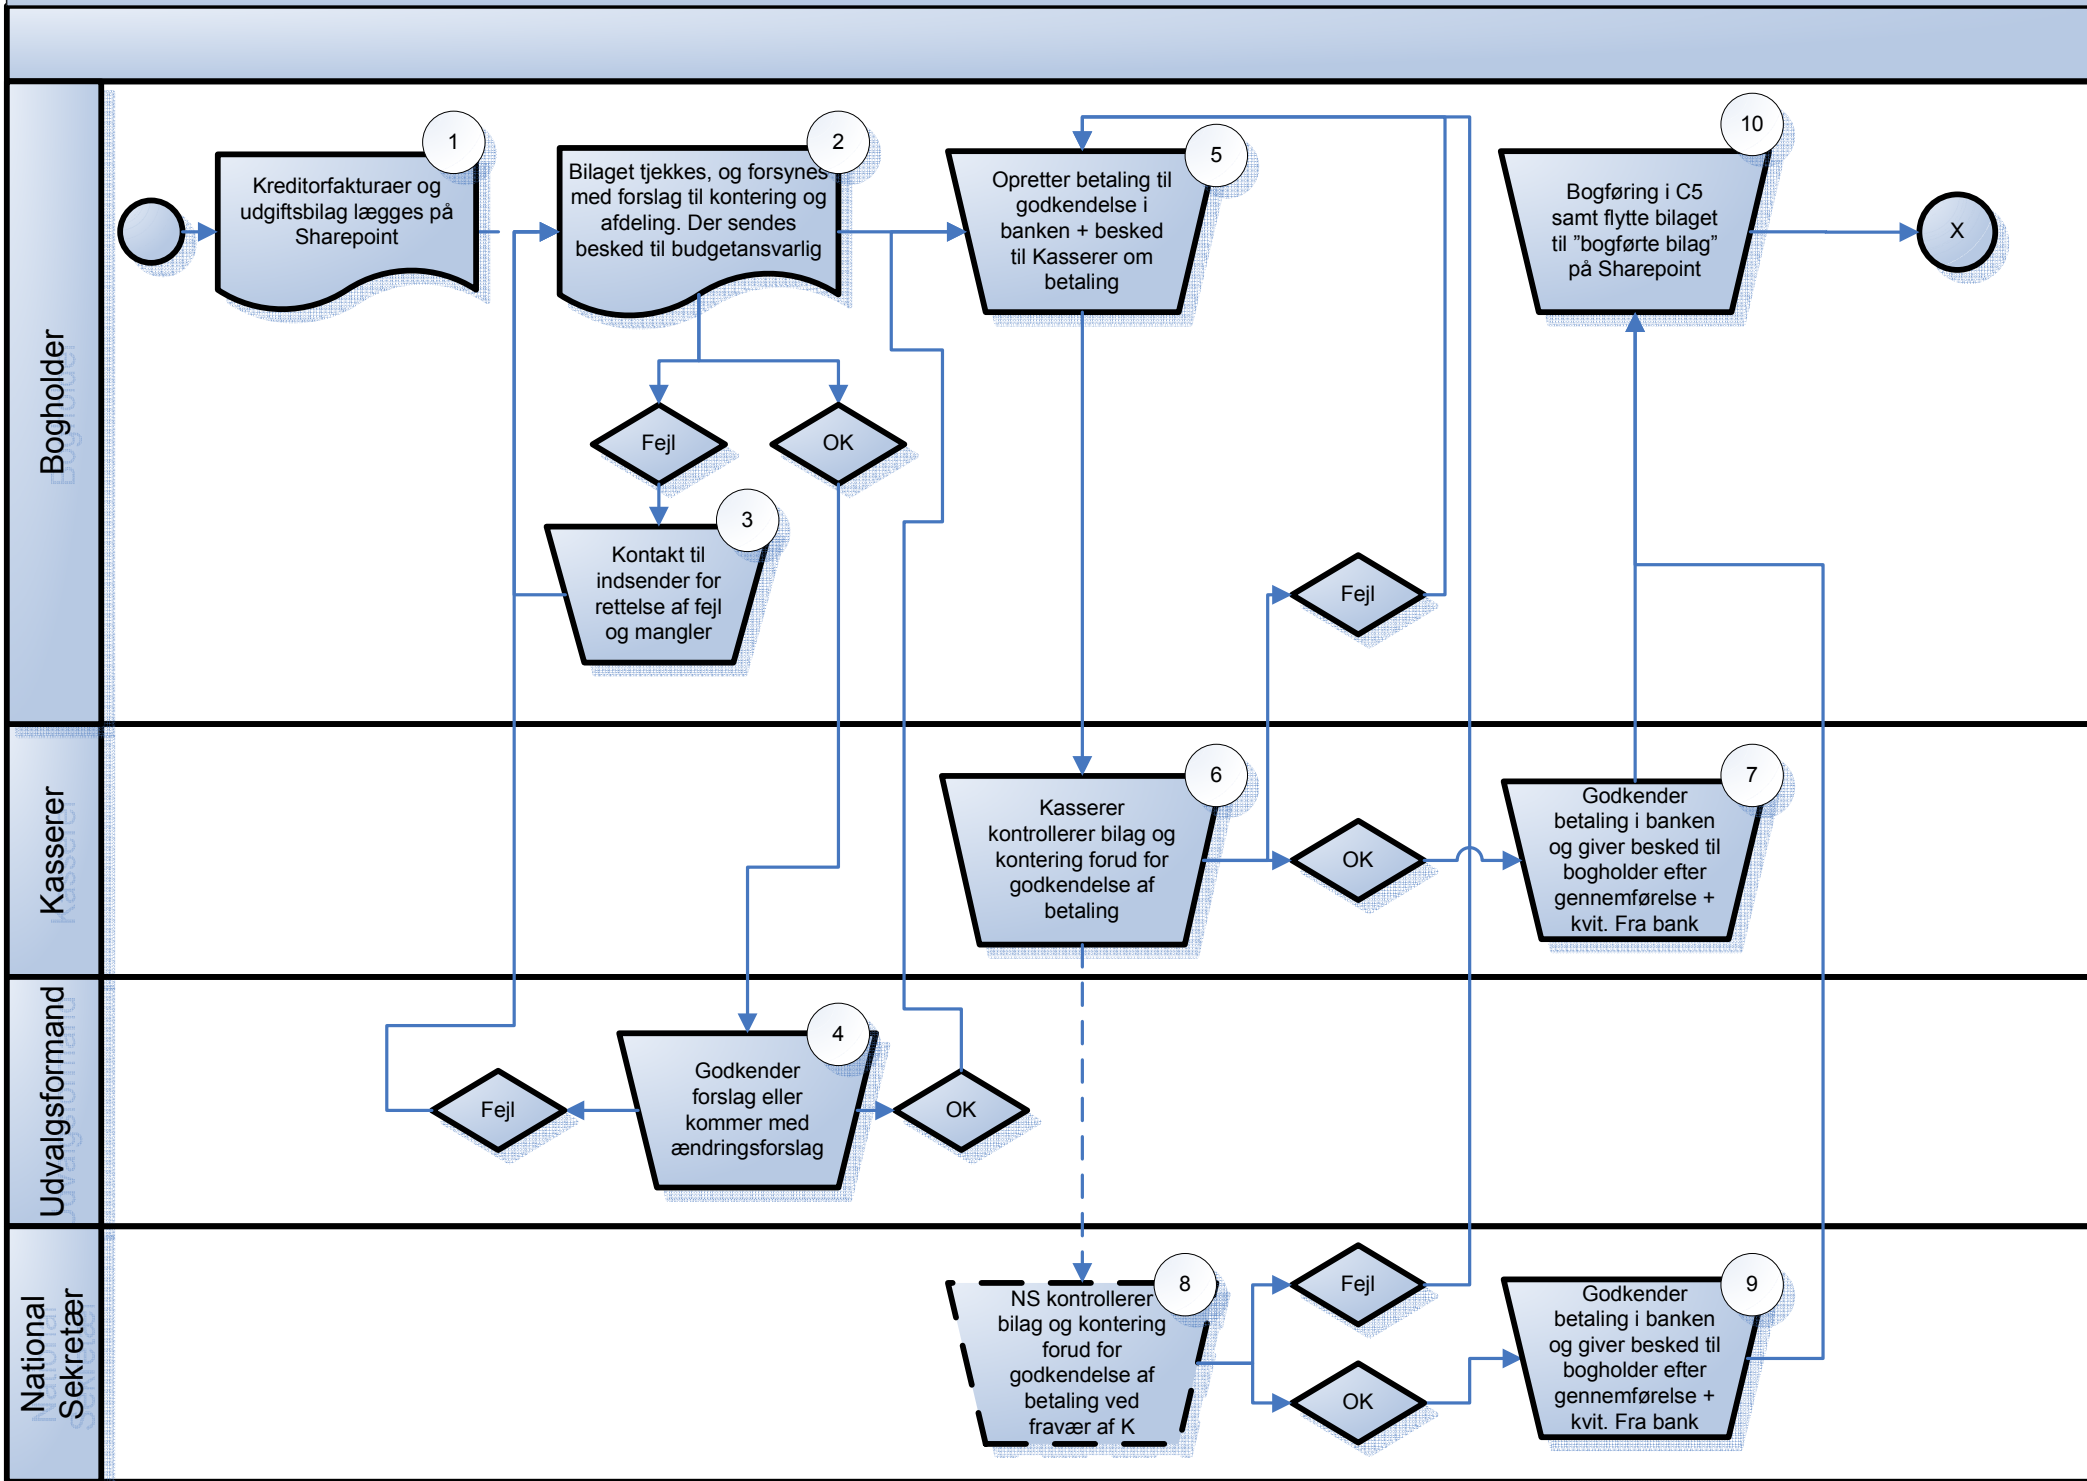 Bogholder
1
Kreditorfakturaer og
udgiftsbilag lægges på
Sharepoint
2
Bilaget tjekkes, og forsynes
med forslag til kontering og
afdeling. Der sendes
besked til budgetansvarlig
Fejl
OK
3
Kontakt til
indsender for
rettelse af fejl
og mangler
5
Opretter betaling til
godkendelse i
banken + besked
til Kasserer om
betaling
Fejl
10
Bogføring i C5
samt flytte bilaget
til ”bogførte bilag”
på Sharepoint
X
Kasserer
6
Kasserer
kontrollerer bilag og
kontering forud for
godkendelse af
betaling
OK
7
Godkender
betaling i banken
og giver besked til
bogholder efter
gennemførelse +
kvit. Fra bank
Udvalgsformand
Fejl
4
Godkender
forslag eller
kommer med
ændringsforslag
OK
National
Sekretær
8
NS kontrollerer
bilag og kontering
forud for
godkendelse af
betaling ved
fravær af K
Fejl
OK
9
Godkender
betaling i banken
og giver besked til
bogholder efter
gennemførelse +
kvit. Fra bank